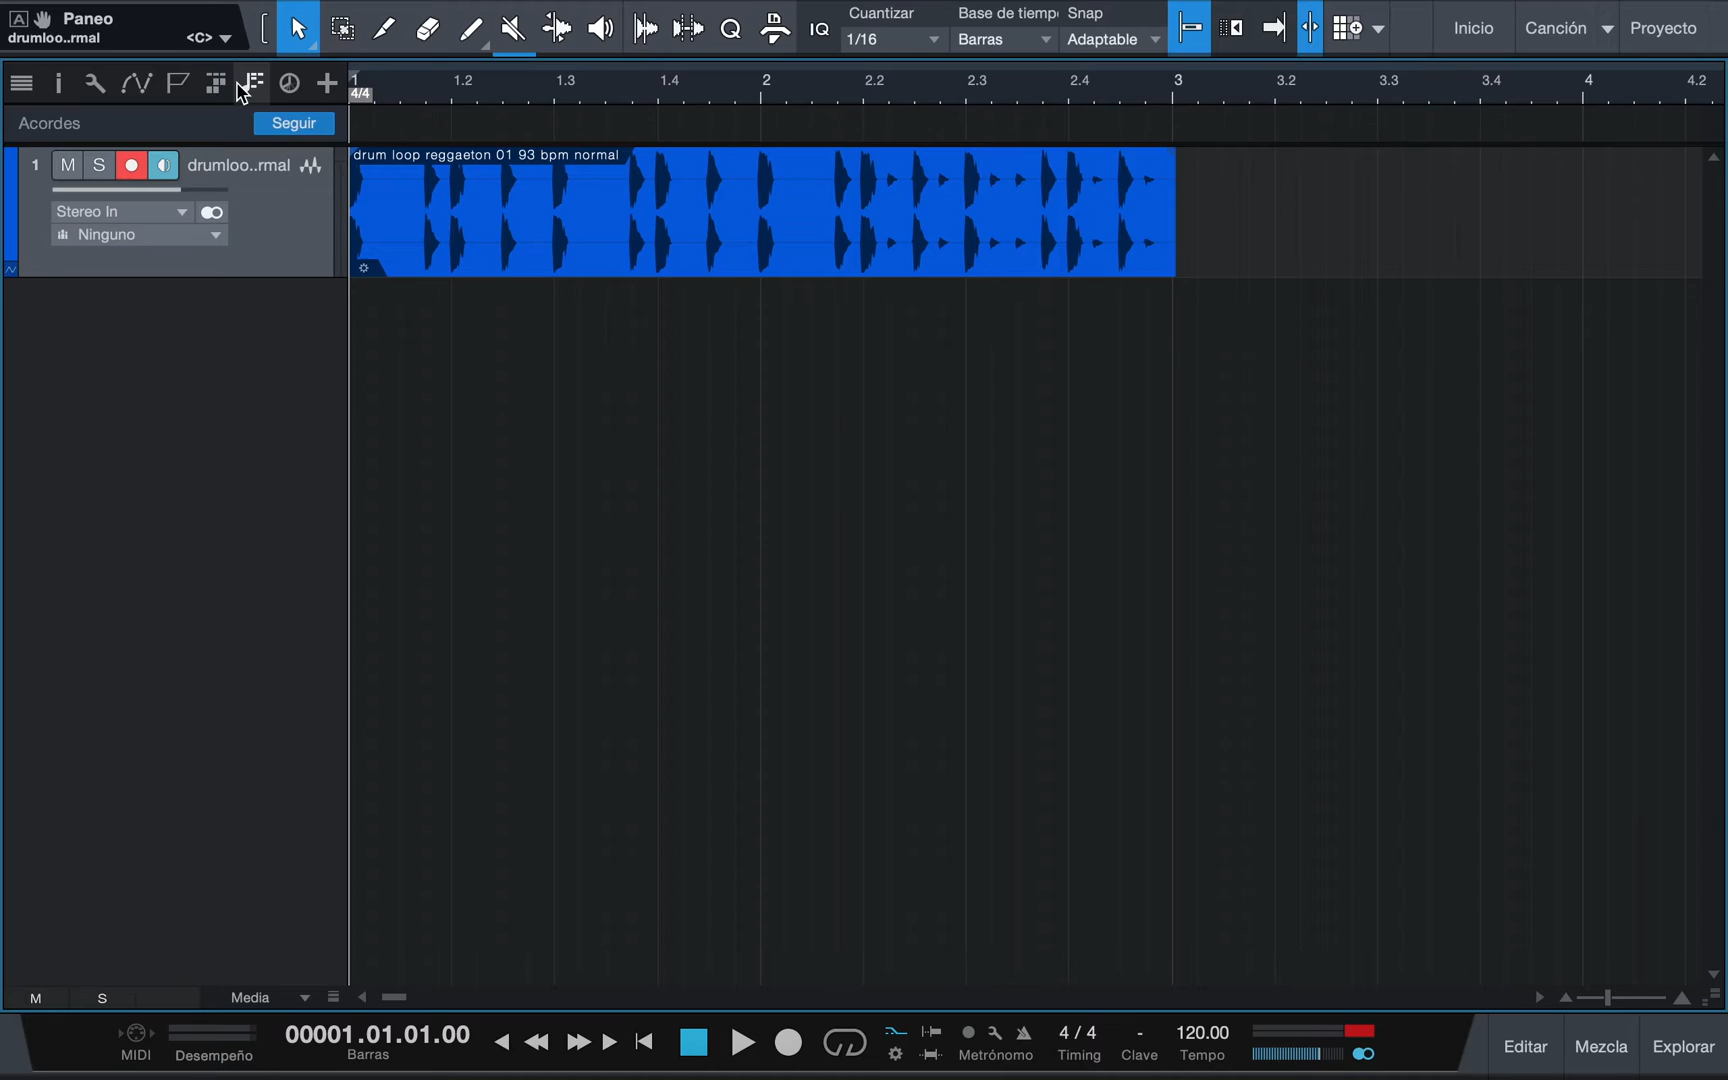 A Paneo
drumloo..rmal
<C>
IQ
Cuantizar
1/16
Base de tiemp
Barras
Snap
Adaptable
Inicio
Canción
Proyecto
1 1.2 1.3 1.4 2 2.2 2.3 2.4 3 3.2 3.3 3.4 4 4.2
4/4
Acordes
Seguir
1 M S drumloo..rmal
drum loop reggaeton 01 93 bpm normal
Stereo In
Ninguno
M S Media
MIDI
Desempeño
00001.01.01.00
Barras
Metrónomo
4 / 4
Timing
-
Clave
120.00
Tempo
Editar
Mezcla
Explorar